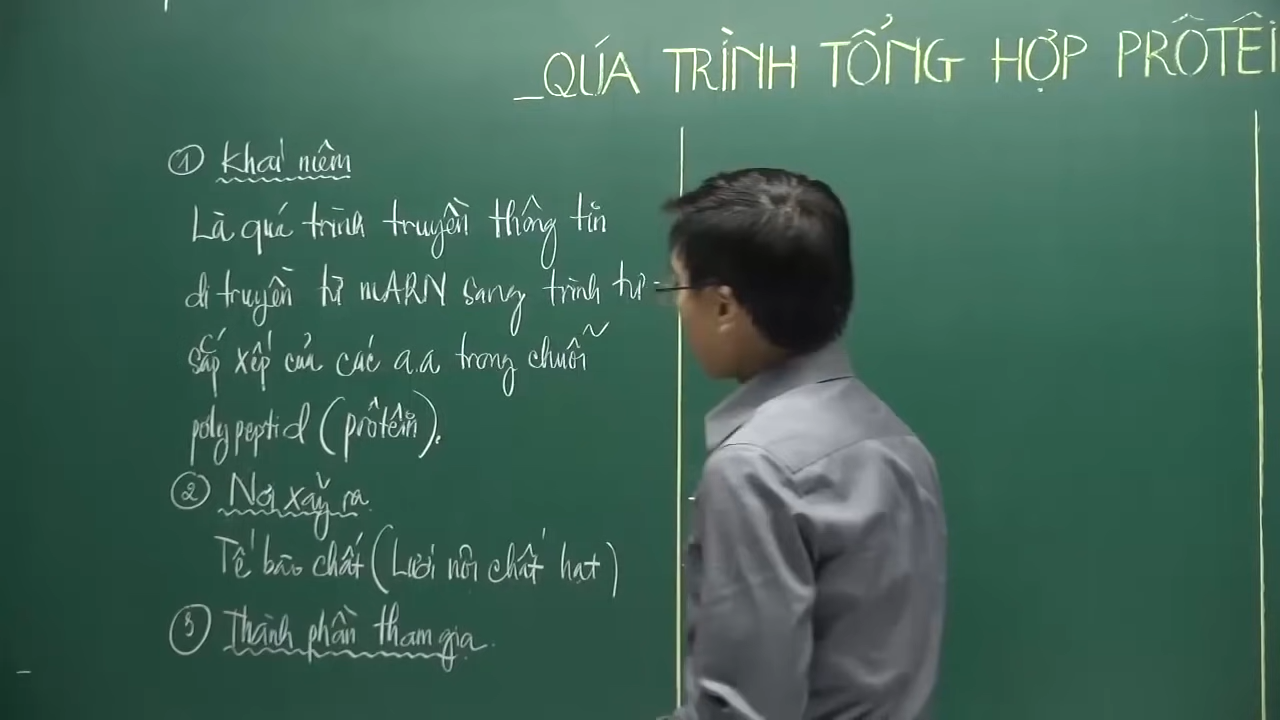 _QÚA TRÌNH TỔNG HỢP PRÔTÊI
① Khái niệm
Là quá trình truyền thông tin
di truyền từ mARN sang trình tự
sắp xếp của các a.a trong chuỗi
polypeptid (prôtêin).
② Nơi xảy ra
Tế bào chất (Lưới nội chất hạt)
③ Thành phần tham gia.